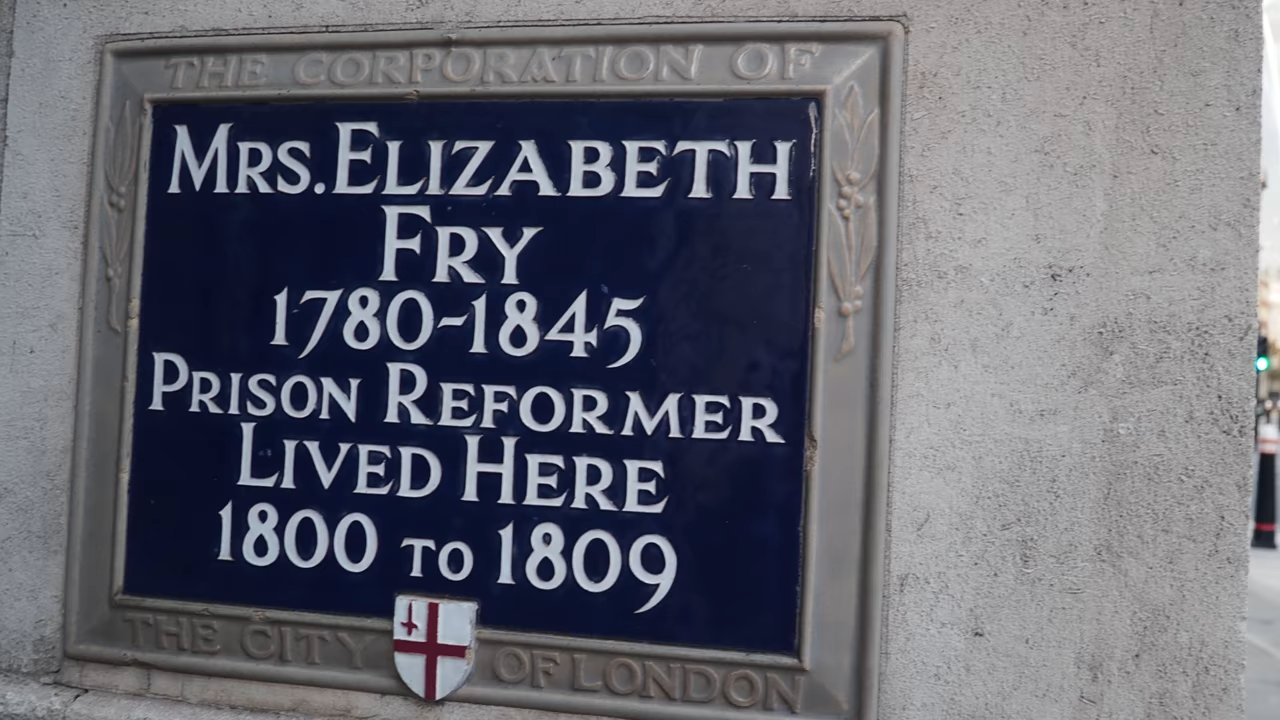 THE CORPORATION OF
MRS. ELIZABETH
FRY
1780-1845
PRISON REFORMER
LIVED HERE
1800 TO 1809
THE CITY OF LONDON